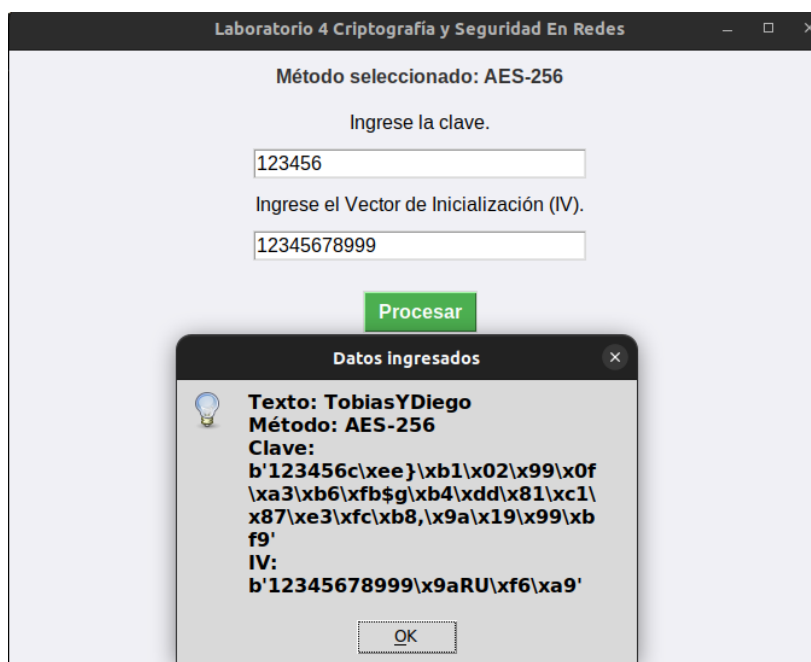 Laboratorio 4 Criptografía y Seguridad En Redes
Método seleccionado: AES-256
Ingrese la clave.
123456
Ingrese el Vector de Inicialización (IV).
12345678999
Procesar
Datos ingresados
Texto: TobiasYDiego
Método: AES-256
Clave:
b'123456c\xee}\xb1\x02\x99\x0f
\xa3\xb6\xfb$g\xb4\xdd\x81\xc1\
x87\xe3\xfc\xb8,\x9a\x19\x99\xb
f9'
IV:
b'12345678999\x9aRU\xf6\xa9'
OK